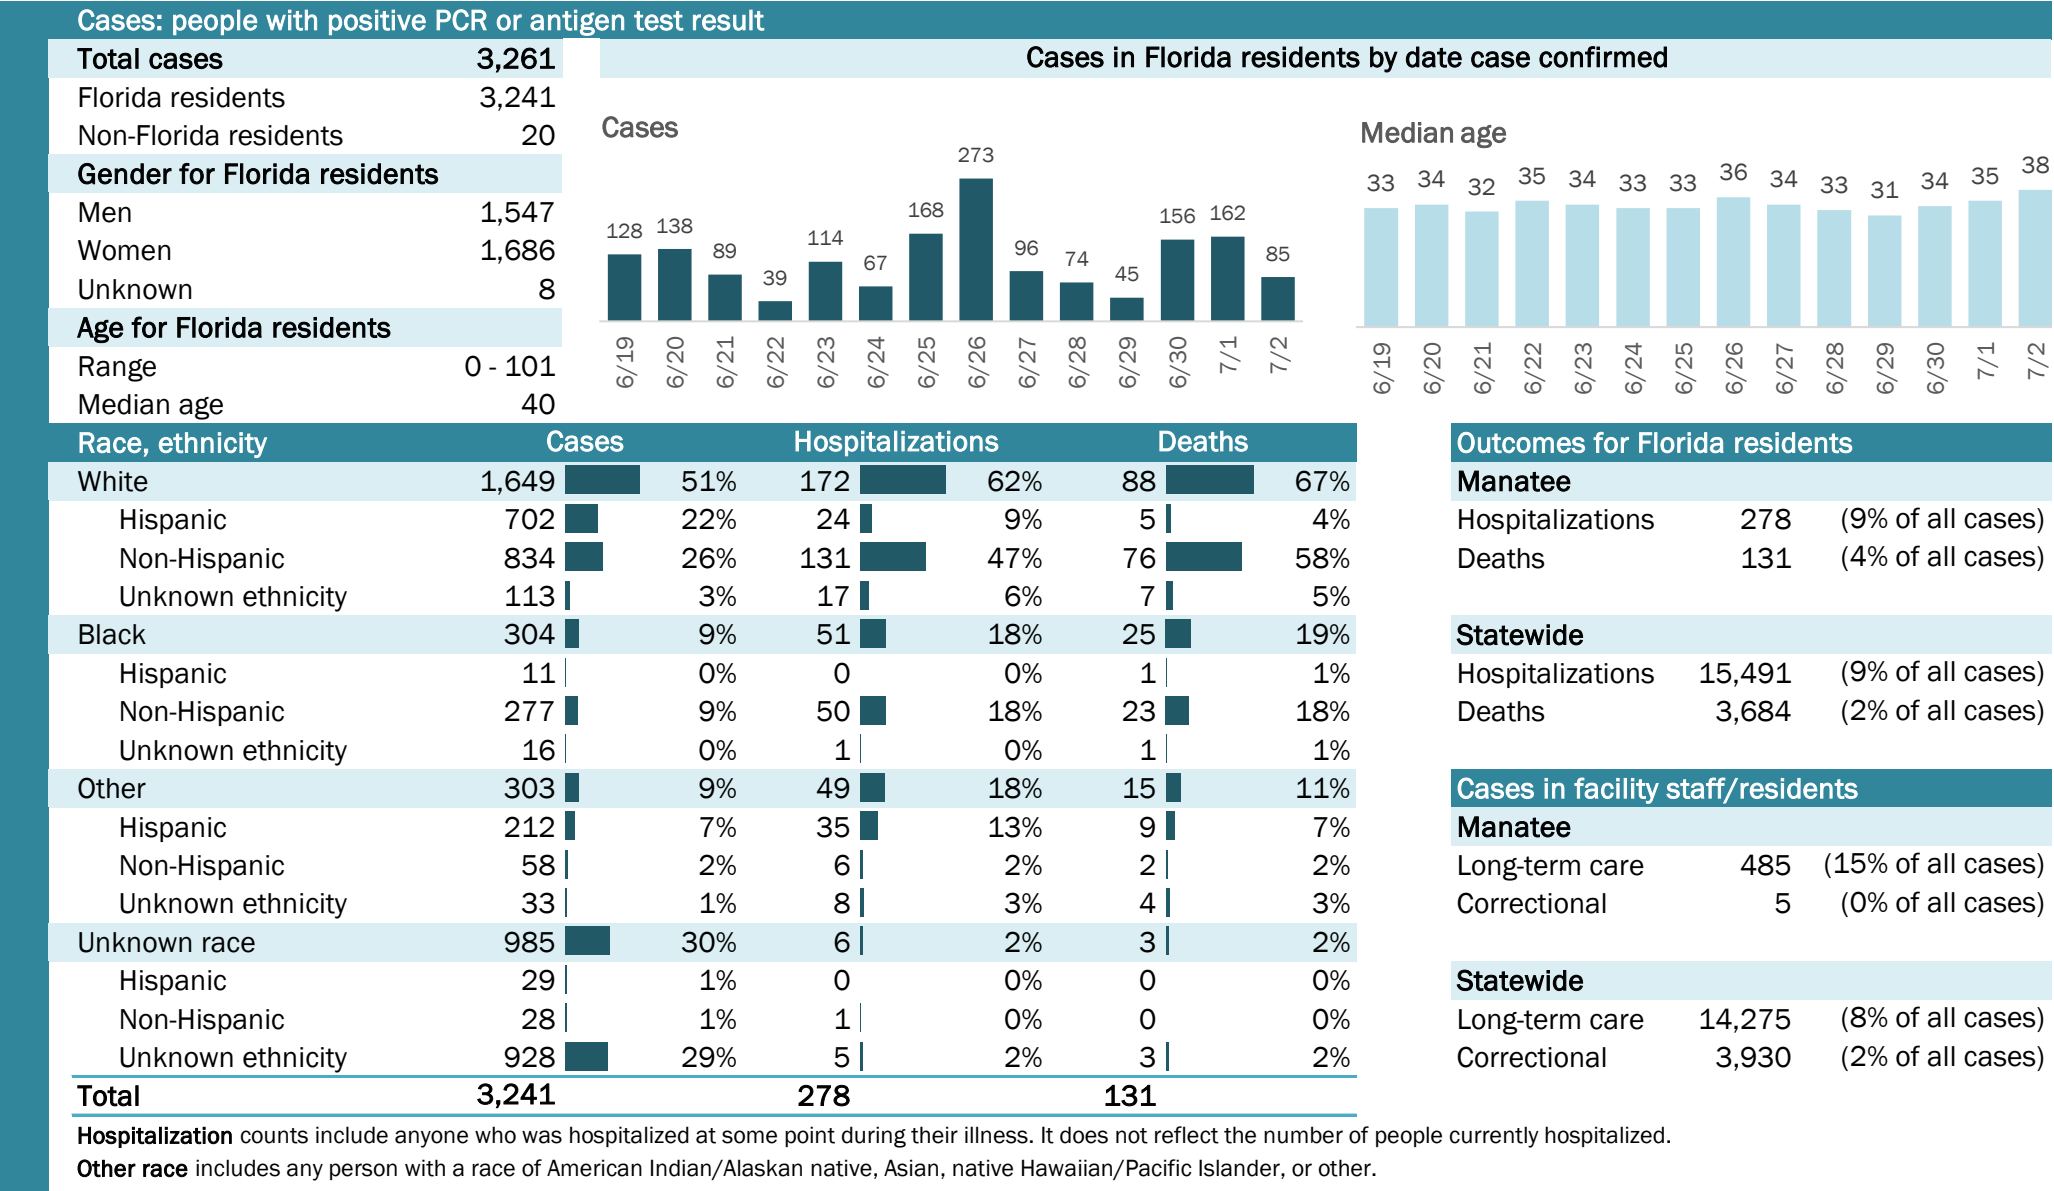 Cases: people with positive PCR or antigen test result
Total cases 3,261
Florida residents 3,241
Non-Florida residents 20
Gender for Florida residents
Men 1,547
Women 1,686
Unknown 8
Age for Florida residents
Range 0 - 101
Median age 40
Cases in Florida residents by date case confirmed
Cases
128 138 89 39 114 67 168 273 96 74 45 156 162 85
6/19 6/20 6/21 6/22 6/23 6/24 6/25 6/26 6/27 6/28 6/29 6/30 7/1 7/2
Median age
33 34 32 35 34 33 33 36 34 33 31 34 35 38
6/19 6/20 6/21 6/22 6/23 6/24 6/25 6/26 6/27 6/28 6/29 6/30 7/1 7/2
Race, ethnicity Cases Hospitalizations Deaths
White 1,649 51% 172 62% 88 67%
Hispanic 702 22% 24 9% 5 4%
Non-Hispanic 834 26% 131 47% 76 58%
Unknown ethnicity 113 3% 17 6% 7 5%
Black 304 9% 51 18% 25 19%
Hispanic 11 0% 0 0% 1 1%
Non-Hispanic 277 9% 50 18% 23 18%
Unknown ethnicity 16 0% 1 0% 1 1%
Other 303 9% 49 18% 15 11%
Hispanic 212 7% 35 13% 9 7%
Non-Hispanic 58 2% 6 2% 2 2%
Unknown ethnicity 33 1% 8 3% 4 3%
Unknown race 985 30% 6 2% 3 2%
Hispanic 29 1% 0 0% 0 0%
Non-Hispanic 28 1% 1 0% 0 0%
Unknown ethnicity 928 29% 5 2% 3 2%
Total 3,241 278 131
Outcomes for Florida residents
Manatee
Hospitalizations 278 (9% of all cases)
Deaths 131 (4% of all cases)
Statewide
Hospitalizations 15,491 (9% of all cases)
Deaths 3,684 (2% of all cases)
Cases in facility staff/residents
Manatee
Long-term care 485 (15% of all cases)
Correctional 5 (0% of all cases)
Statewide
Long-term care 14,275 (8% of all cases)
Correctional 3,930 (2% of all cases)
Hospitalization counts include anyone who was hospitalized at some point during their illness. It does not reflect the number of people currently hospitalized.
Other race includes any person with a race of American Indian/Alaskan native, Asian, native Hawaiian/Pacific Islander, or other.